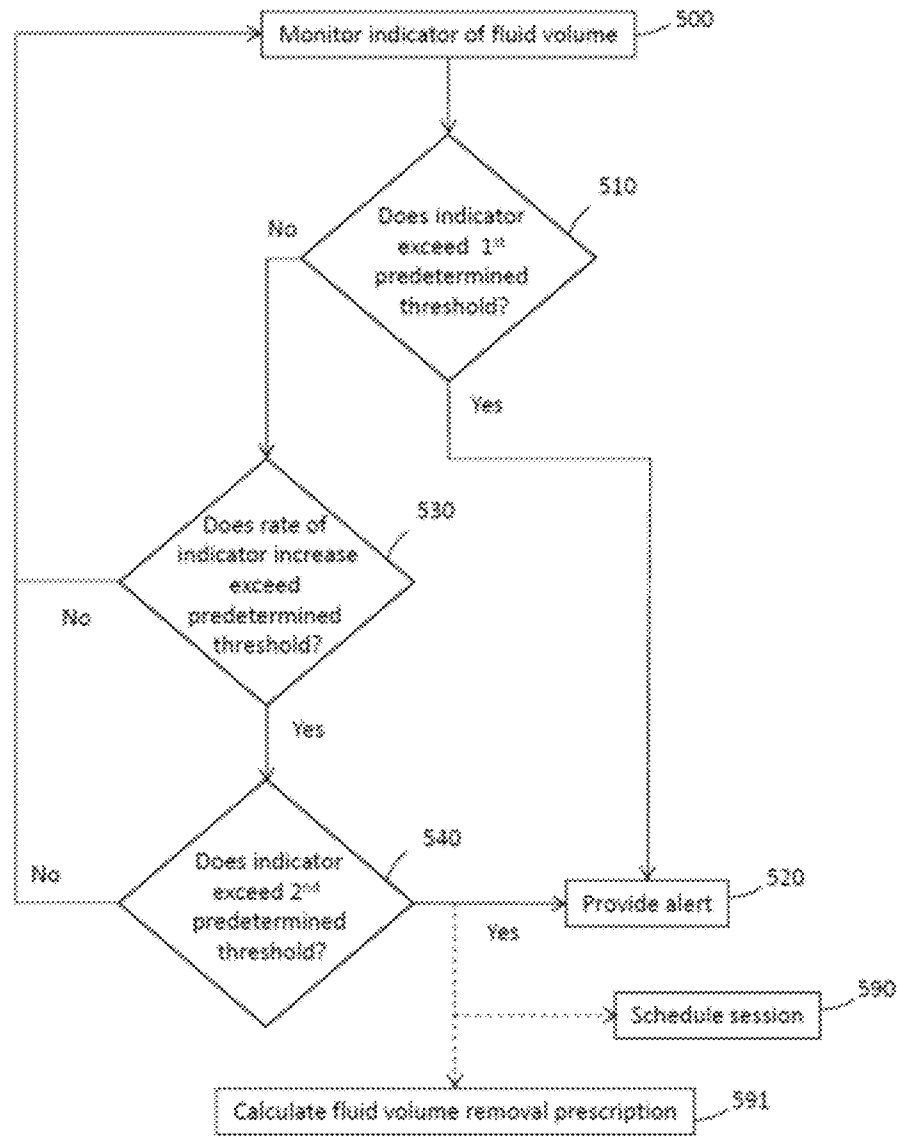 Monitor indicator of fluid volume
500
Does indicator
exceed 1st
predetermined
threshold?
510
No
Yes
Does rate of
indicator increase
exceed
predetermined
threshold?
530
No
Yes
Does indicator
exceed 2nd
predetermined
threshold?
540
No
Yes
Provide alert
520
Schedule session
590
Calculate fluid volume removal prescription
591